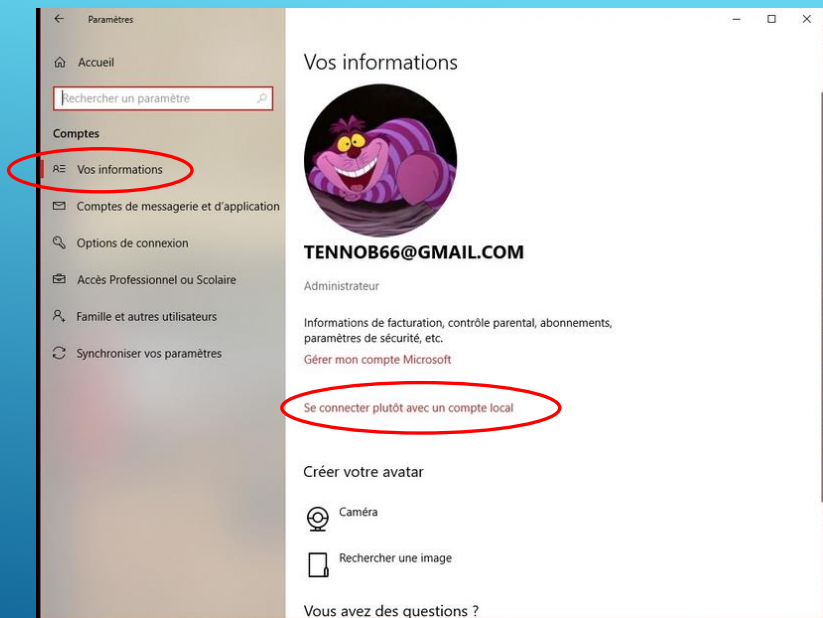 Paramètres
Accueil
Rechercher un paramètre
Comptes
Vos informations
Comptes de messagerie et d'application
Options de connexion
Accès Professionnel ou Scolaire
Famille et autres utilisateurs
Synchroniser vos paramètres
Vos informations
TENNOB66@GMAIL.COM
Administrateur
Informations de facturation, contrôle parental, abonnements,
paramètres de sécurité, etc.
Gérer mon compte Microsoft
Se connecter plutôt avec un compte local
Créer votre avatar
Caméra
Rechercher une image
Vous avez des questions ?